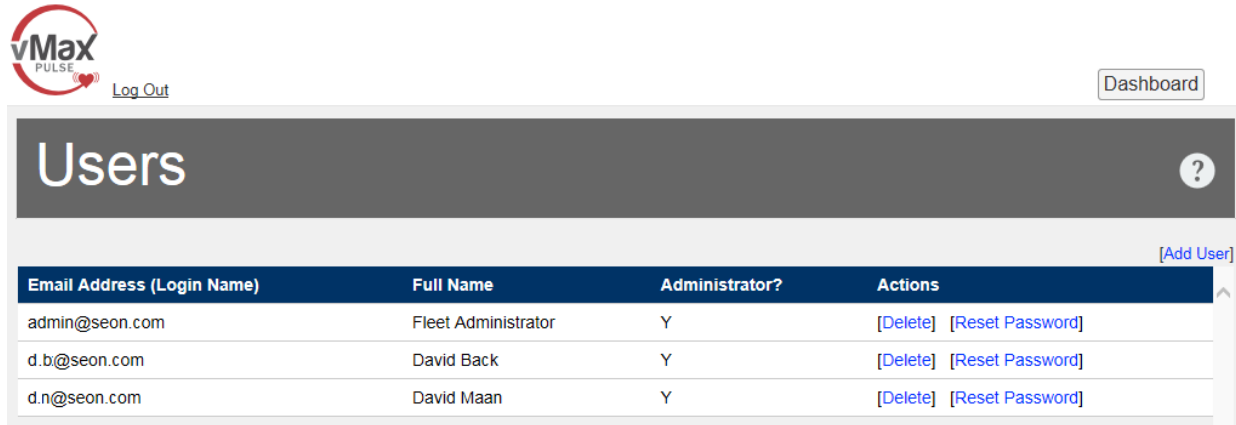 vMax
PULSE
Log Out
Dashboard
Users
?
[Add User]
Email Address (Login Name) Full Name Administrator? Actions
admin@seon.com Fleet Administrator Y [Delete] [Reset Password]
d.b@seon.com David Back Y [Delete] [Reset Password]
d.n@seon.com David Maan Y [Delete] [Reset Password]